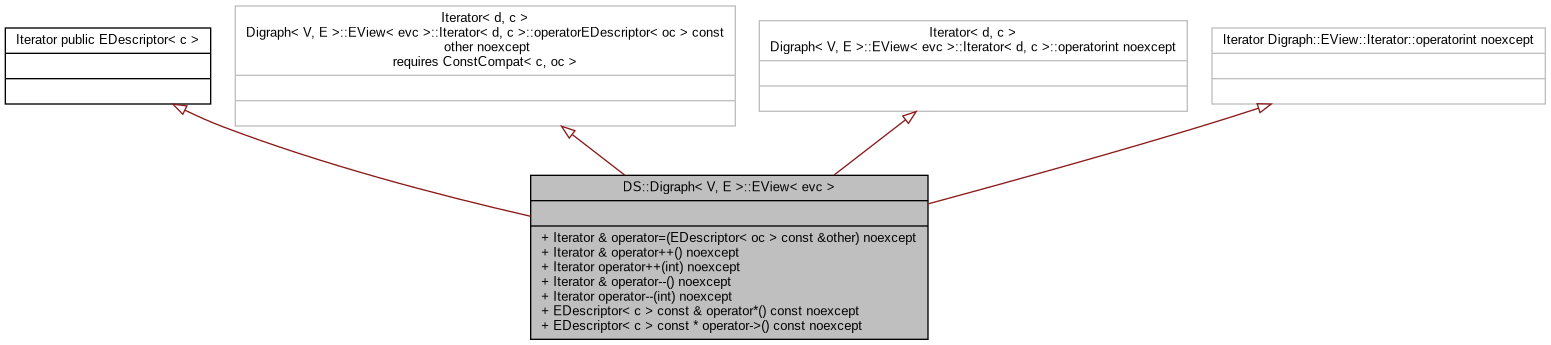 Iterator public EDescriptor< c >
Iterator< d, c >
Digraph< V, E >::EView< evc >::Iterator< d, c >::operatorEDescriptor< oc > const
other noexcept
requires ConstCompat< c, oc >
Iterator< d, c >
Digraph< V, E >::EView< evc >::Iterator< d, c >::operatorint noexcept
Iterator Digraph::EView::Iterator::operatorint noexcept
DS::Digraph< V, E >::EView< evc >
+ Iterator & operator=(EDescriptor< oc > const &other) noexcept
+ Iterator & operator++() noexcept
+ Iterator operator++(int) noexcept
+ Iterator & operator--() noexcept
+ Iterator operator--(int) noexcept
+ EDescriptor< c > const & operator*() const noexcept
+ EDescriptor< c > const * operator->() const noexcept